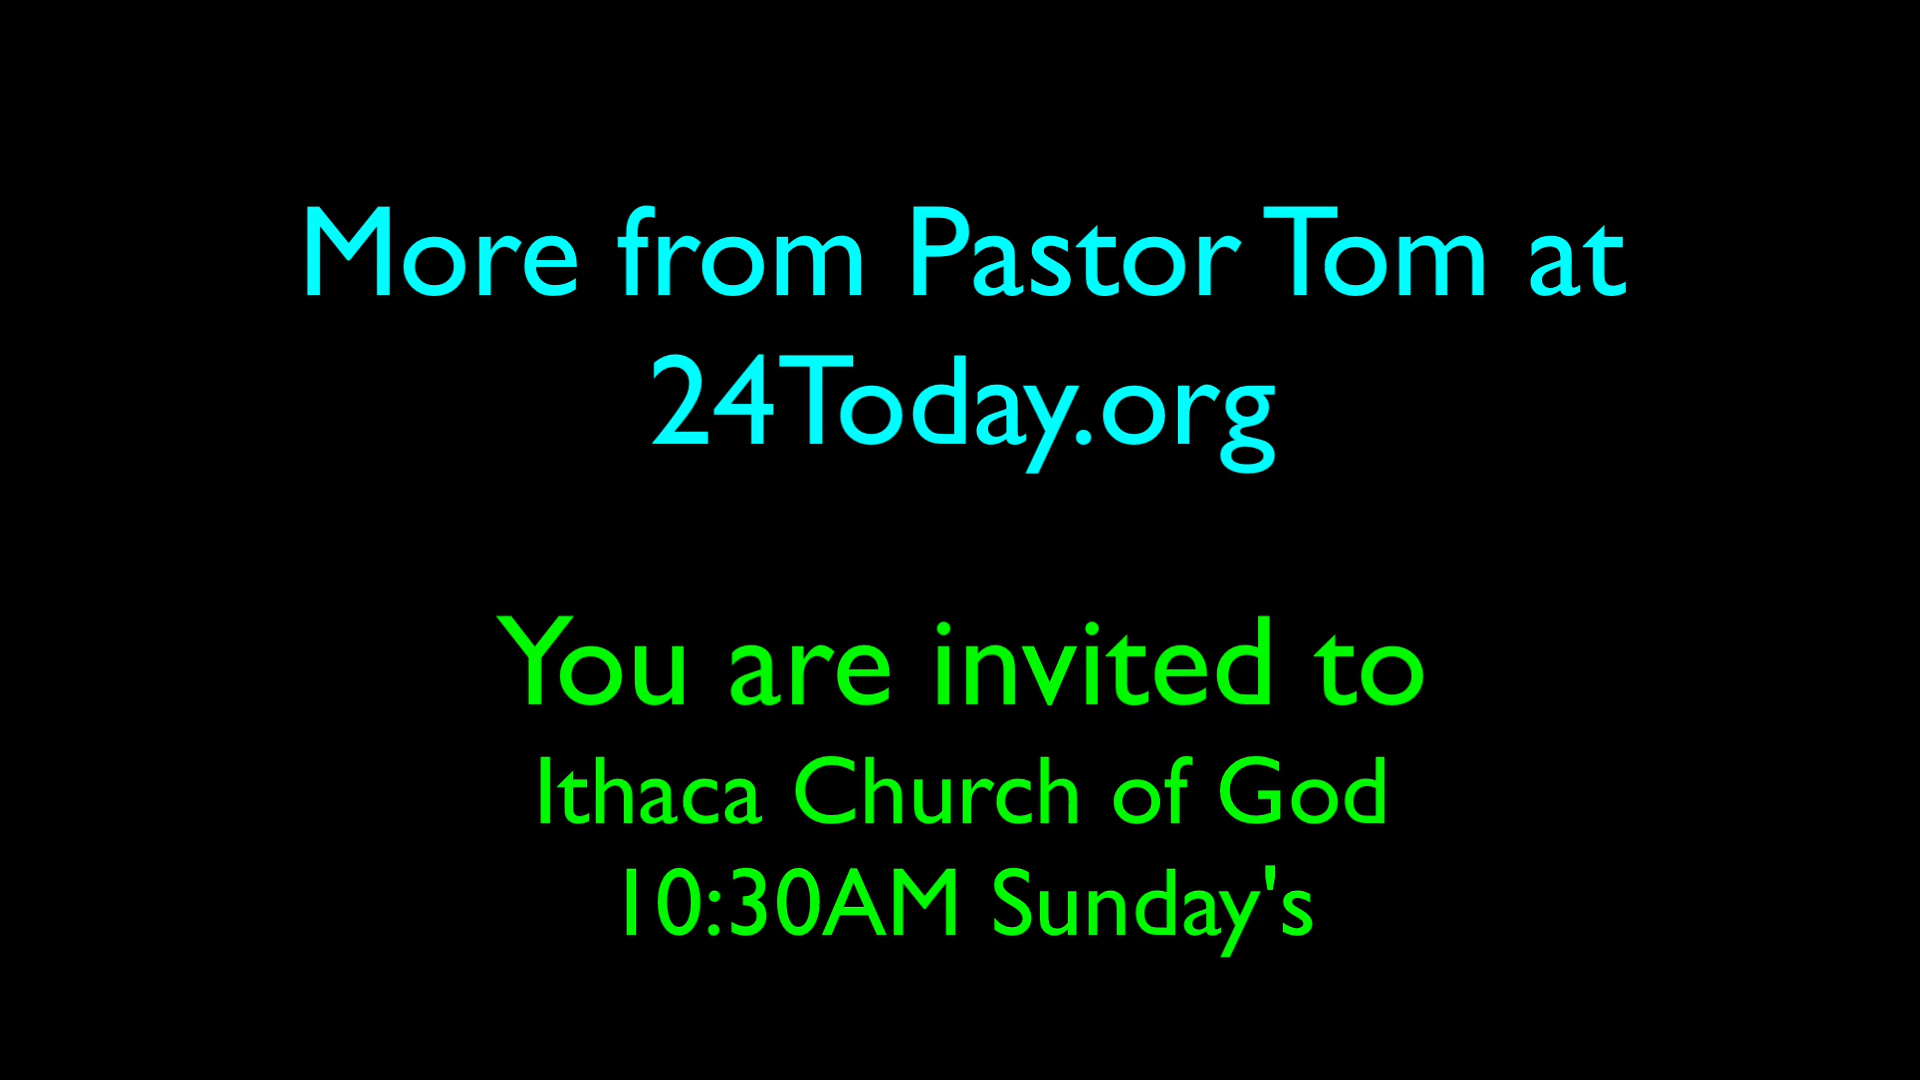 More from Pastor Tom at
24Today.org
You are invited to
Ithaca Church of God
10:30AM Sunday's